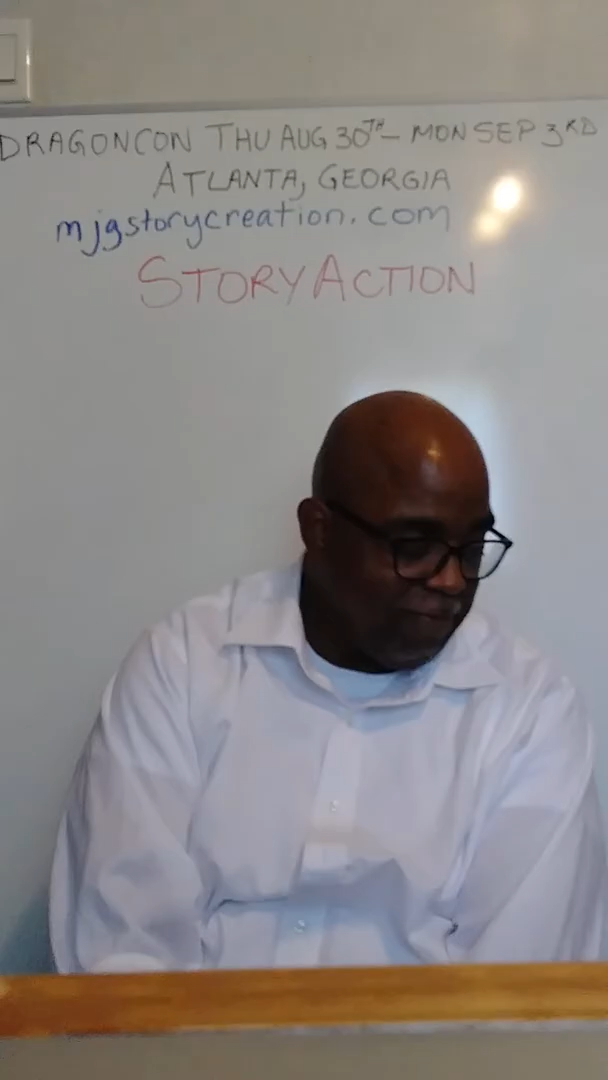 DRAGONCON THU AUG 30TH - MON SEP 3RD
ATLANTA, GEORGIA
mjgstorycreation.com
STORYACTION